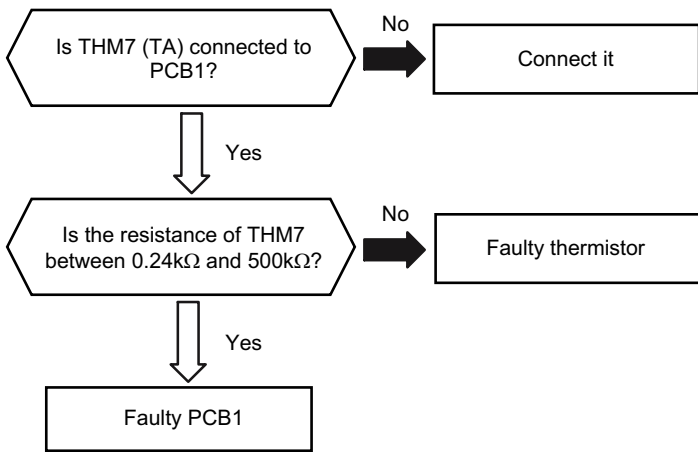 Is THM7 (TA) connected to
PCB1?
No
Connect it
Yes
Is the resistance of THM7
between 0.24kΩ and 500kΩ?
No
Faulty thermistor
Yes
Faulty PCB1